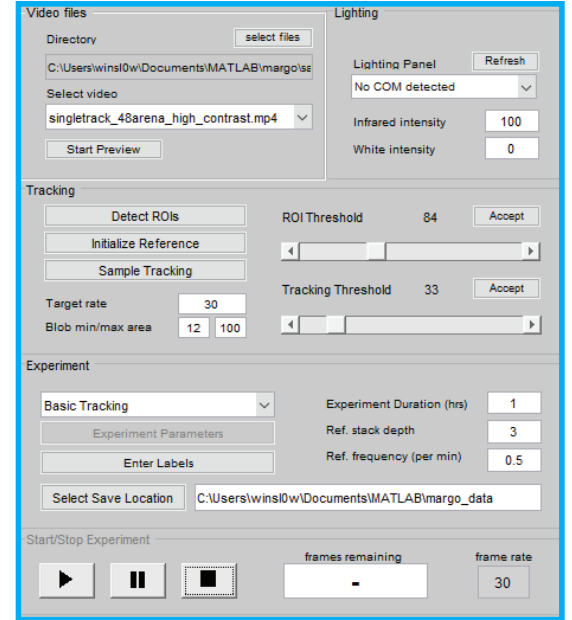 Video files
Directory
select files
C:\Users\winsl0w\Documents\MATLAB\margo\sa
Select video
singletrack_48arena_high_contrast.mp4
Start Preview
Lighting
Lighting Panel
Refresh
No COM detected
Infrared intensity 100
White intensity 0
Tracking
Detect ROIs
Initialize Reference
Sample Tracking
Target rate 30
Blob min/max area 12 100
ROI Threshold 84 Accept
Tracking Threshold 33 Accept
Experiment
Basic Tracking
Experiment Parameters
Enter Labels
Experiment Duration (hrs) 1
Ref. stack depth 3
Ref. frequency (per min) 0.5
Select Save Location C:\Users\winsl0w\Documents\MATLAB\margo_data
Start/Stop Experiment
frames remaining
-
frame rate
30